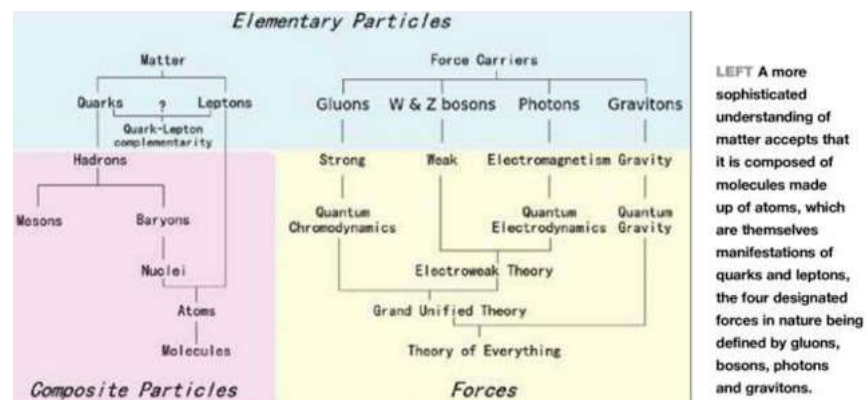 Elementary Particles
Matter
Force Carriers
Quarks ? Leptons
Gluons W & Z bosons Photons Gravitons
Quark-Lepton
complementarity
Hadrons
Strong Weak Electromagnetism Gravity
Mesons Baryons
Quantum
Chromodynamics
Quantum
Electrodynamics
Quantum
Gravity
Nuclei
Electroweak Theory
Atoms
Grand Unified Theory
Molecules
Theory of Everything
Composite Particles
Forces
LEFT A more
sophisticated
understanding of
matter accepts that
it is composed of
molecules made
up of atoms, which
are themselves
manifestations of
quarks and leptons,
the four designated
forces in nature being
defined by gluons,
bosons, photons
and gravitons.